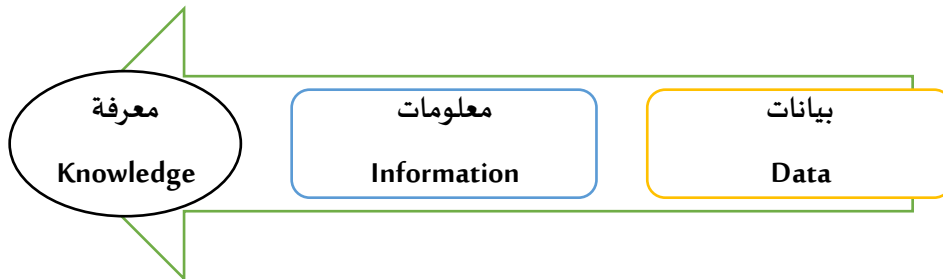 بيانات
Data
معلومات
Information
معرفة
Knowledge